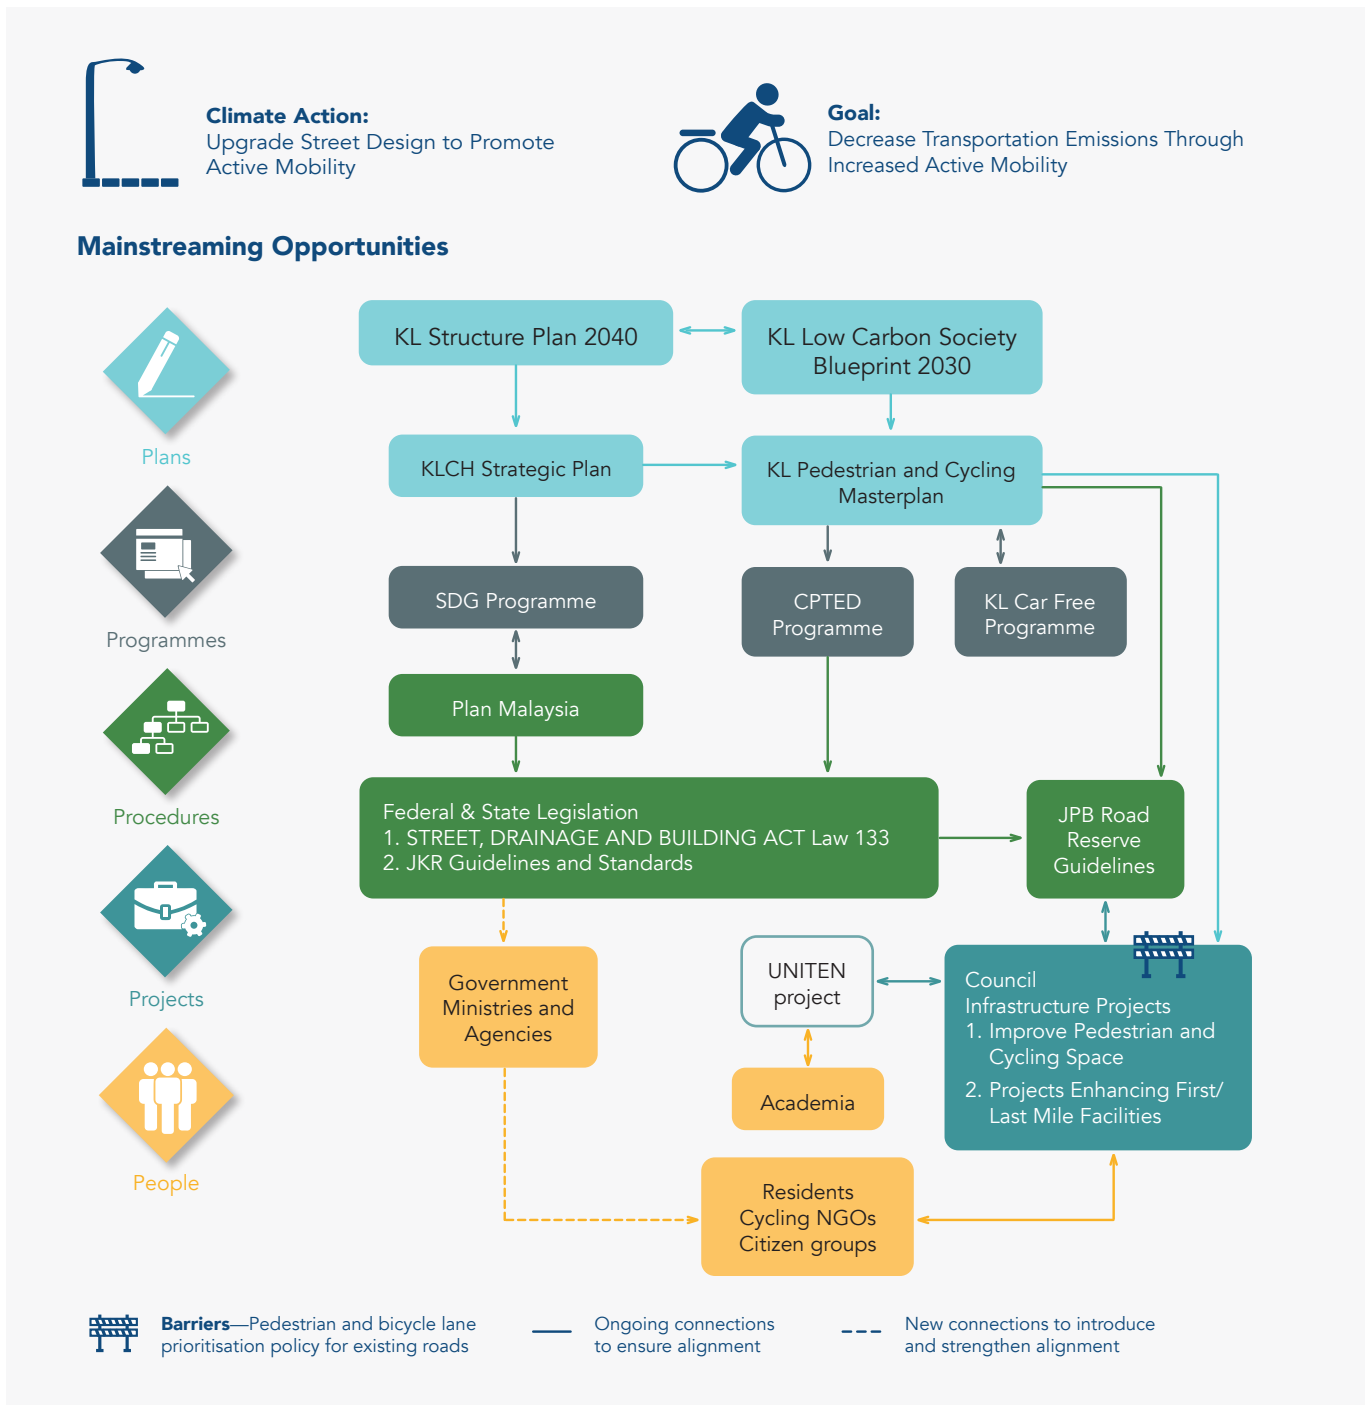 Climate Action:
Upgrade Street Design to Promote
Active Mobility
Goal:
Decrease Transportation Emissions Through
Increased Active Mobility
Mainstreaming Opportunities
Plans
Programmes
Procedures
Projects
People
KL Structure Plan 2040
KL Low Carbon Society
Blueprint 2030
KLCH Strategic Plan
KL Pedestrian and Cycling
Masterplan
SDG Programme
CPTED
Programme
KL Car Free
Programme
Plan Malaysia
Federal & State Legislation
1. STREET, DRAINAGE AND BUILDING ACT Law 133
2. JKR Guidelines and Standards
JPB Road
Reserve
Guidelines
Government
Ministries and
Agencies
UNITEN
project
Academia
Council
Infrastructure Projects
1. Improve Pedestrian and
Cycling Space
2. Projects Enhancing First/
Last Mile Facilities
Residents
Cycling NGOs
Citizen groups
Barriers—Pedestrian and bicycle lane
prioritisation policy for existing roads
Ongoing connections
to ensure alignment
New connections to introduce
and strengthen alignment